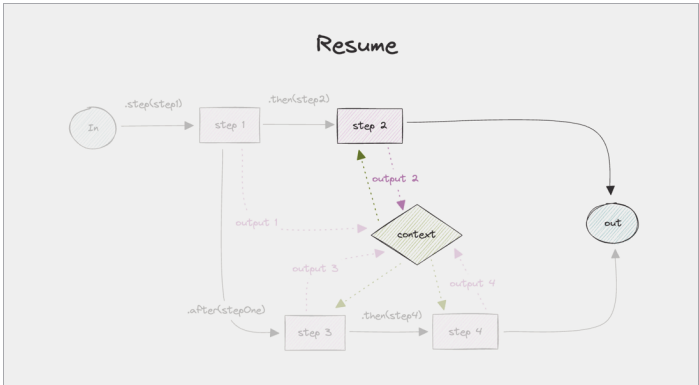 Resume
.step(step1)
.then(step2)
In
step 1
step 2
output 2
output 1
context
out
output 3
output 4
.after(stepOne)
.then(step4)
step 3
step 4